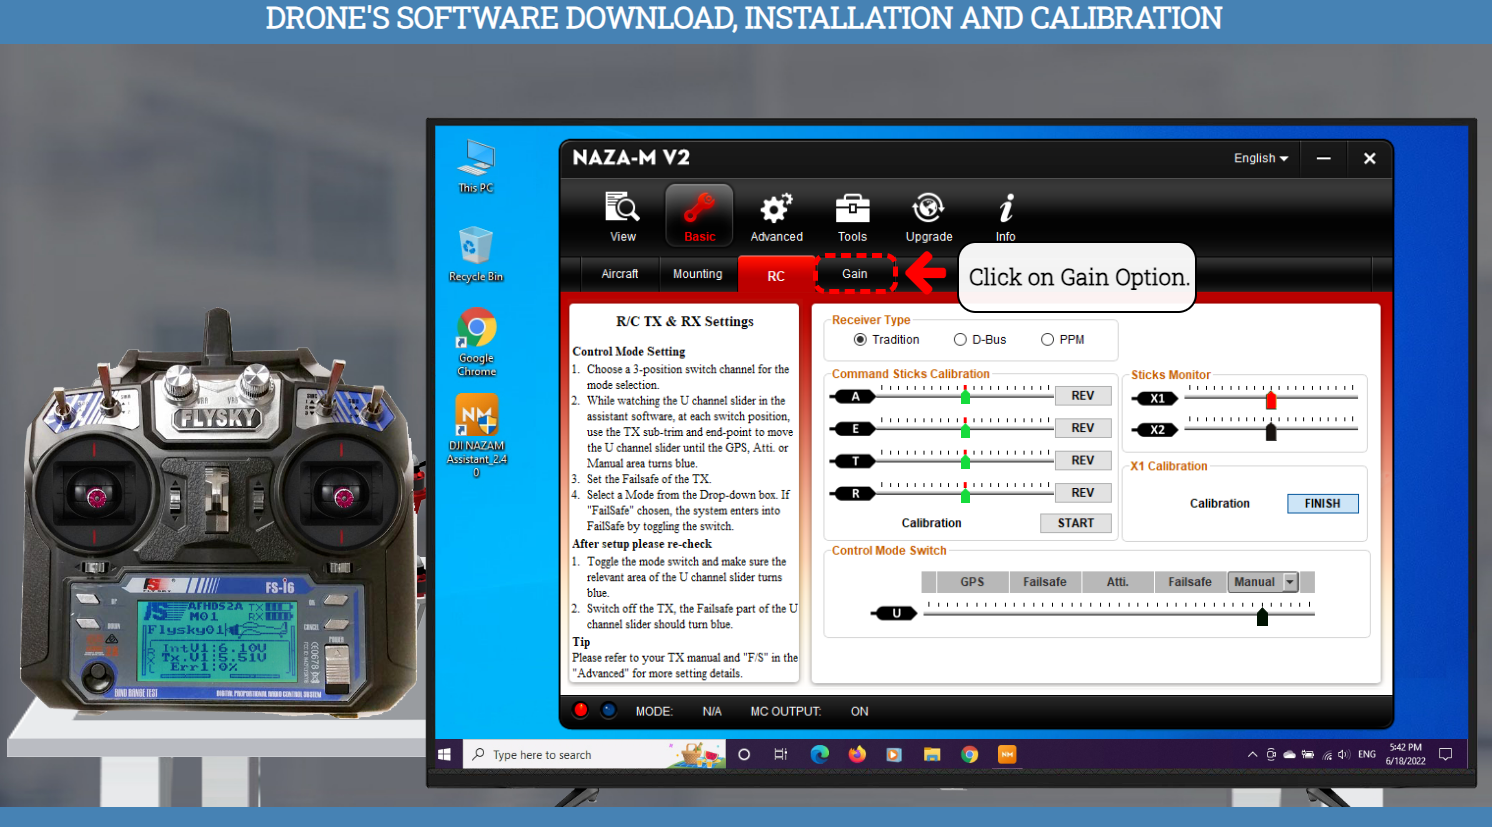 DRONE'S SOFTWARE DOWNLOAD, INSTALLATION AND CALIBRATION
This PC
Recycle Bin
Google
Chrome
DJI NAZAM
Assistant_2.4
0
NAZA-M V2
English
View
Basic
Advanced
Tools
Upgrade
Info
Aircraft
Mounting
RC
Gain
Click on Gain Option.
R/C TX & RX Settings
Control Mode Setting
1. Choose a 3-position switch channel for the
mode selection.
2. While watching the U channel slider in the
assistant software, at each switch position,
use the TX sub-trim and end-point to move
the U channel slider until the GPS, Atti. or
Manual area turns blue.
3. Set the Failsafe of the TX.
4. Select a Mode from the Drop-down box. If
"FailSafe" chosen, the system enters into
FailSafe by toggling the switch.
After setup please re-check
1. Toggle the mode switch and make sure the
relevant area of the U channel slider turns
blue.
2. Switch off the TX, the Failsafe part of the U
channel slider should turn blue.
Tip
Please refer to your TX manual and "F/S" in the
"Advanced" for more setting details.
Receiver Type
Tradition
D-Bus
PPM
Command Sticks Calibration
A
REV
E
REV
T
REV
R
REV
Calibration
START
Sticks Monitor
X1
X2
X1 Calibration
Calibration
FINISH
Control Mode Switch
GPS
Failsafe
Atti.
Failsafe
Manual
U
MODE:
N/A
MC OUTPUT:
ON
Type here to search
NM
ENG
5:42 PM
6/18/2022
FLYSKY
FS-i6
AFHDS2A TX
M01 RX
Flysky01
IntV1:6.10V
Tx.V1:5.51V
Err1:0%
BIND RANGE TEST
DIGITAL PROPORTIONAL RADIO CONTROL SYSTEM